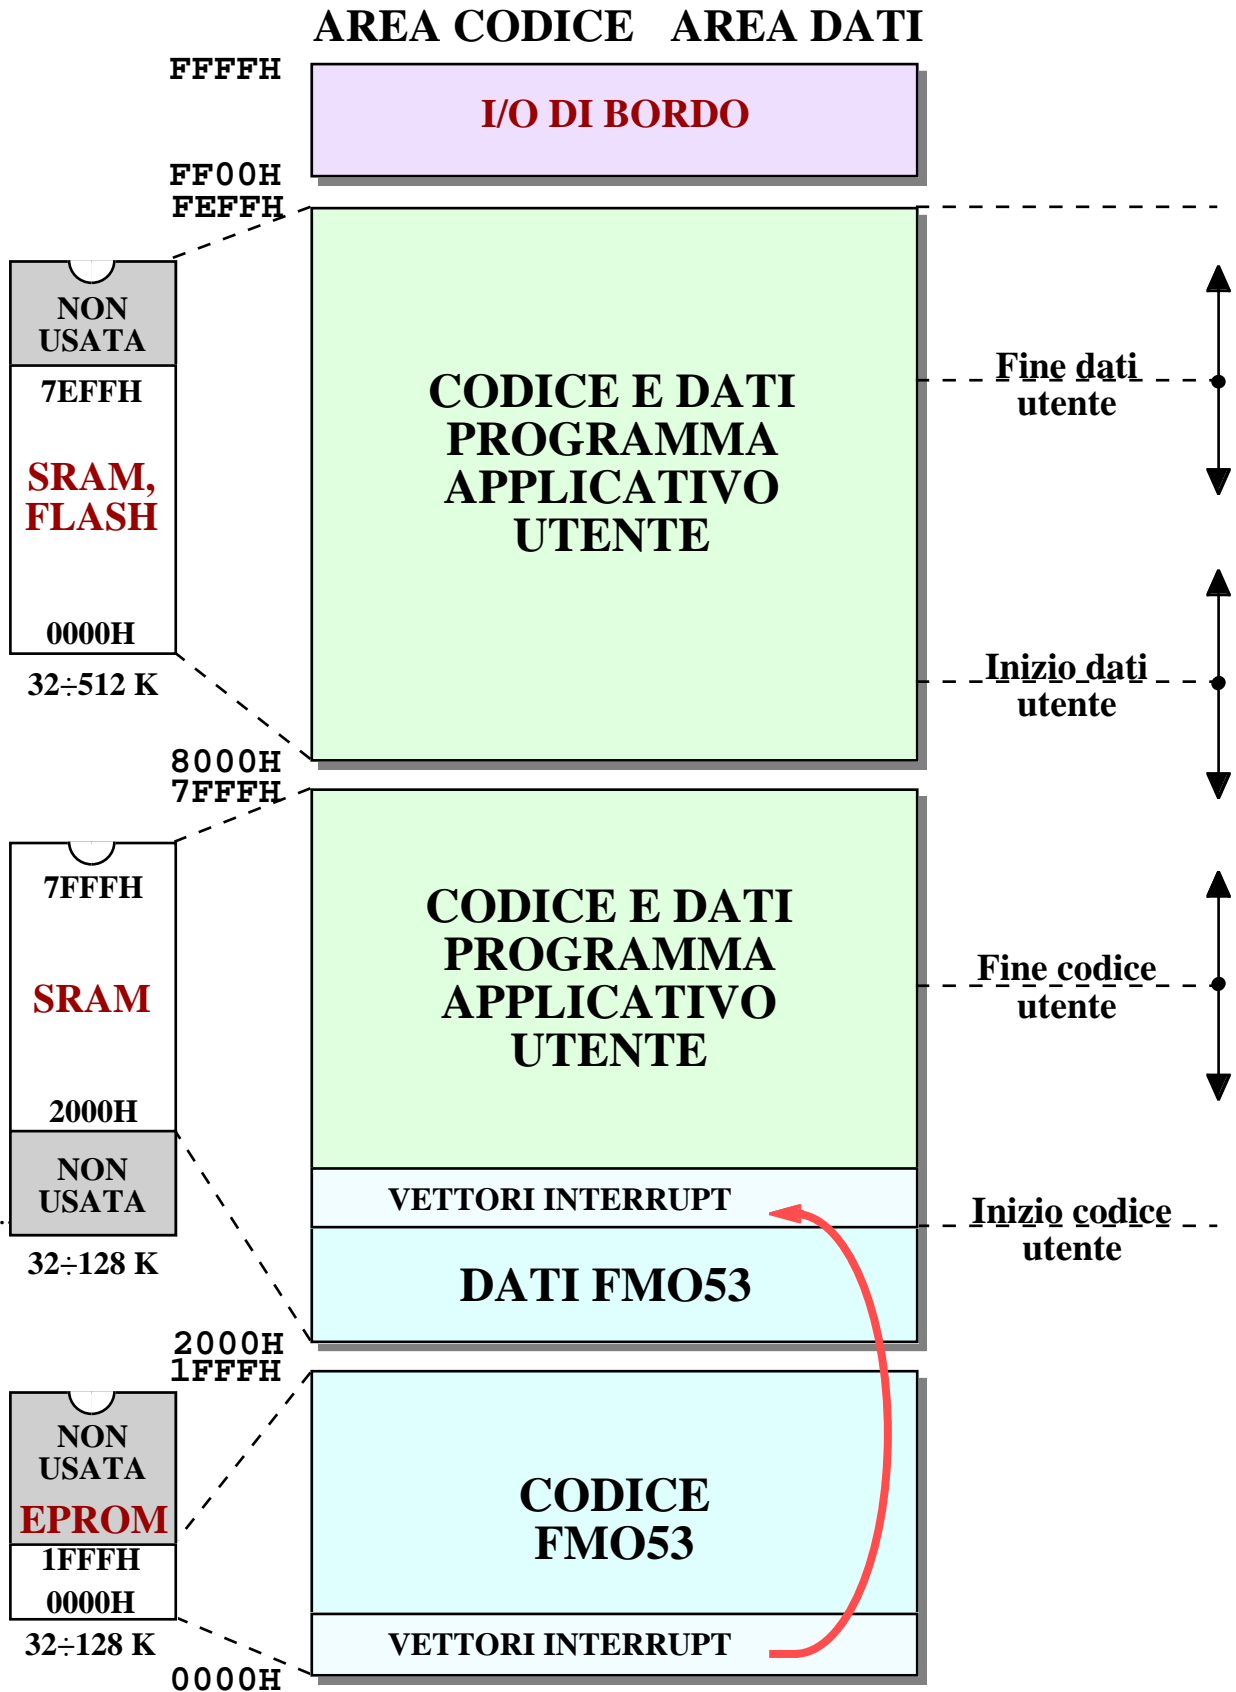 AREA CODICE AREA DATI
FFFFH
I/O DI BORDO
FF00H
FEFFH
NON
USATA
7EFFH
SRAM,
FLASH
0000H
32÷512 K
CODICE E DATI
PROGRAMMA
APPLICATIVO
UTENTE
Fine dati
utente
Inizio dati
utente
8000H
7FFFH
7FFFH
SRAM
2000H
NON
USATA
32÷128 K
CODICE E DATI
PROGRAMMA
APPLICATIVO
UTENTE
Fine codice
utente
VETTORI INTERRUPT
Inizio codice
utente
DATI FMO53
2000H
1FFFH
NON
USATA
EPROM
1FFFH
0000H
32÷128 K
CODICE
FMO53
VETTORI INTERRUPT
0000H